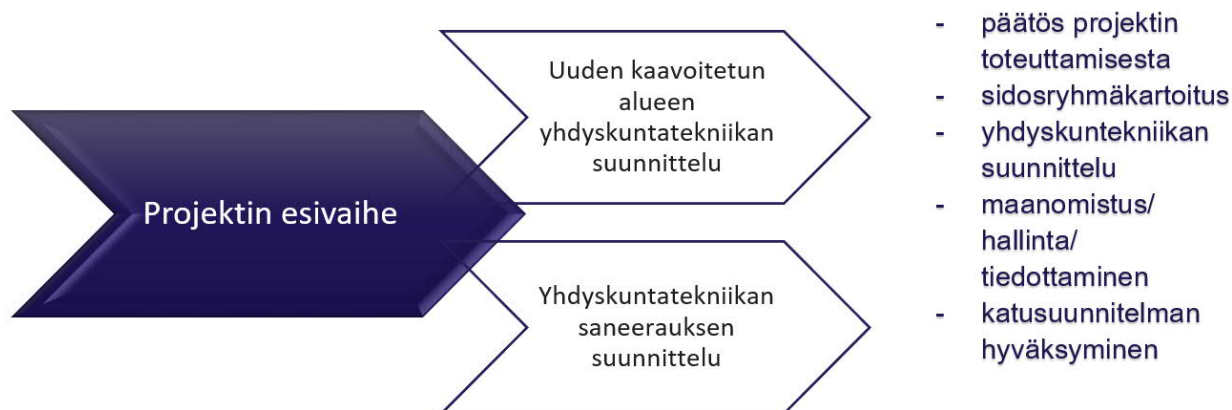 Projektin esivaihe
Uuden kaavoitetun
alueen
yhdyskuntatekniikan
suunnittelu
Yhdyskuntatekniikan
saneerauksen
suunnittelu
- päätös projektin
toteuttamisesta
- sidosryhmäkartoitus
- yhdyskuntekniikan
suunnittelu
- maanomistus/
hallinta/
tiedottaminen
- katusuunnitelman
hyväksyminen